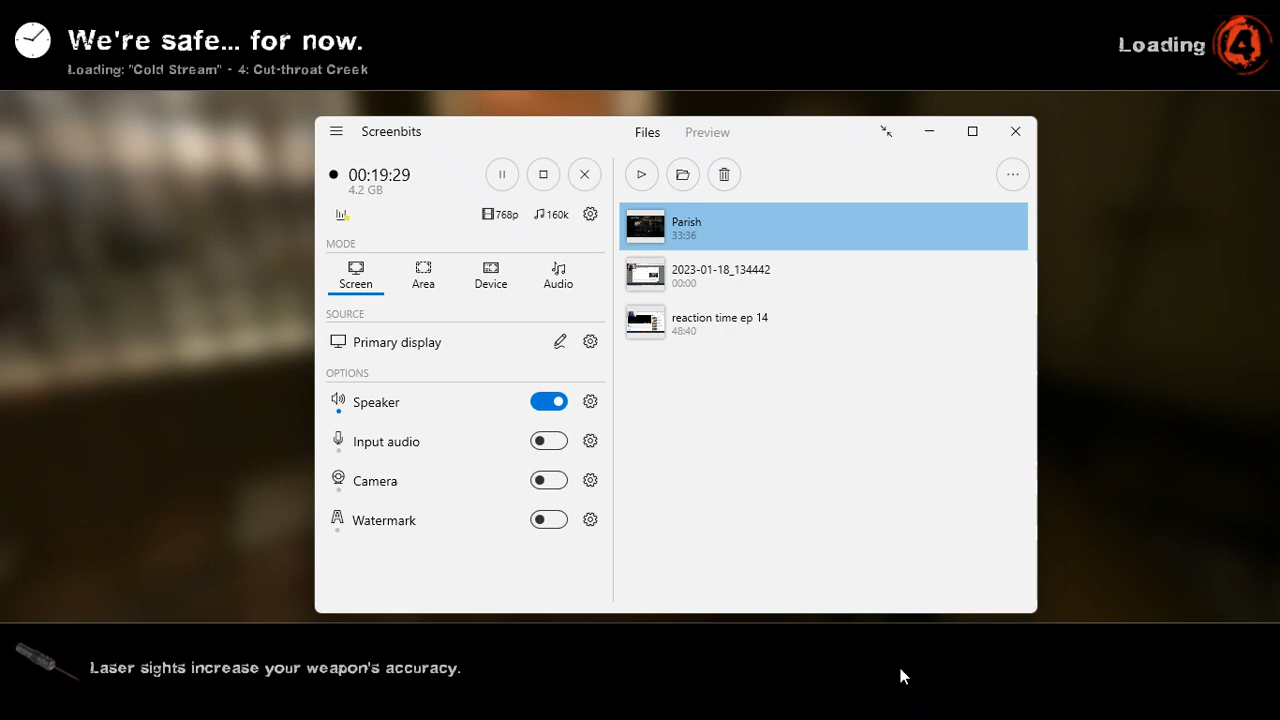 We're safe... for now.
Loading: "Cold Stream" - 4: Cut-throat Creek
Loading 4
Screenbits
Files Preview
00:19:29
4.2 GB
768p 160k
MODE
Screen Area Device Audio
SOURCE
Primary display
OPTIONS
Speaker
Input audio
Camera
Watermark
Parish
33:36
2023-01-18_134442
00:00
reaction time ep 14
48:40
Laser sights increase your weapon's accuracy.